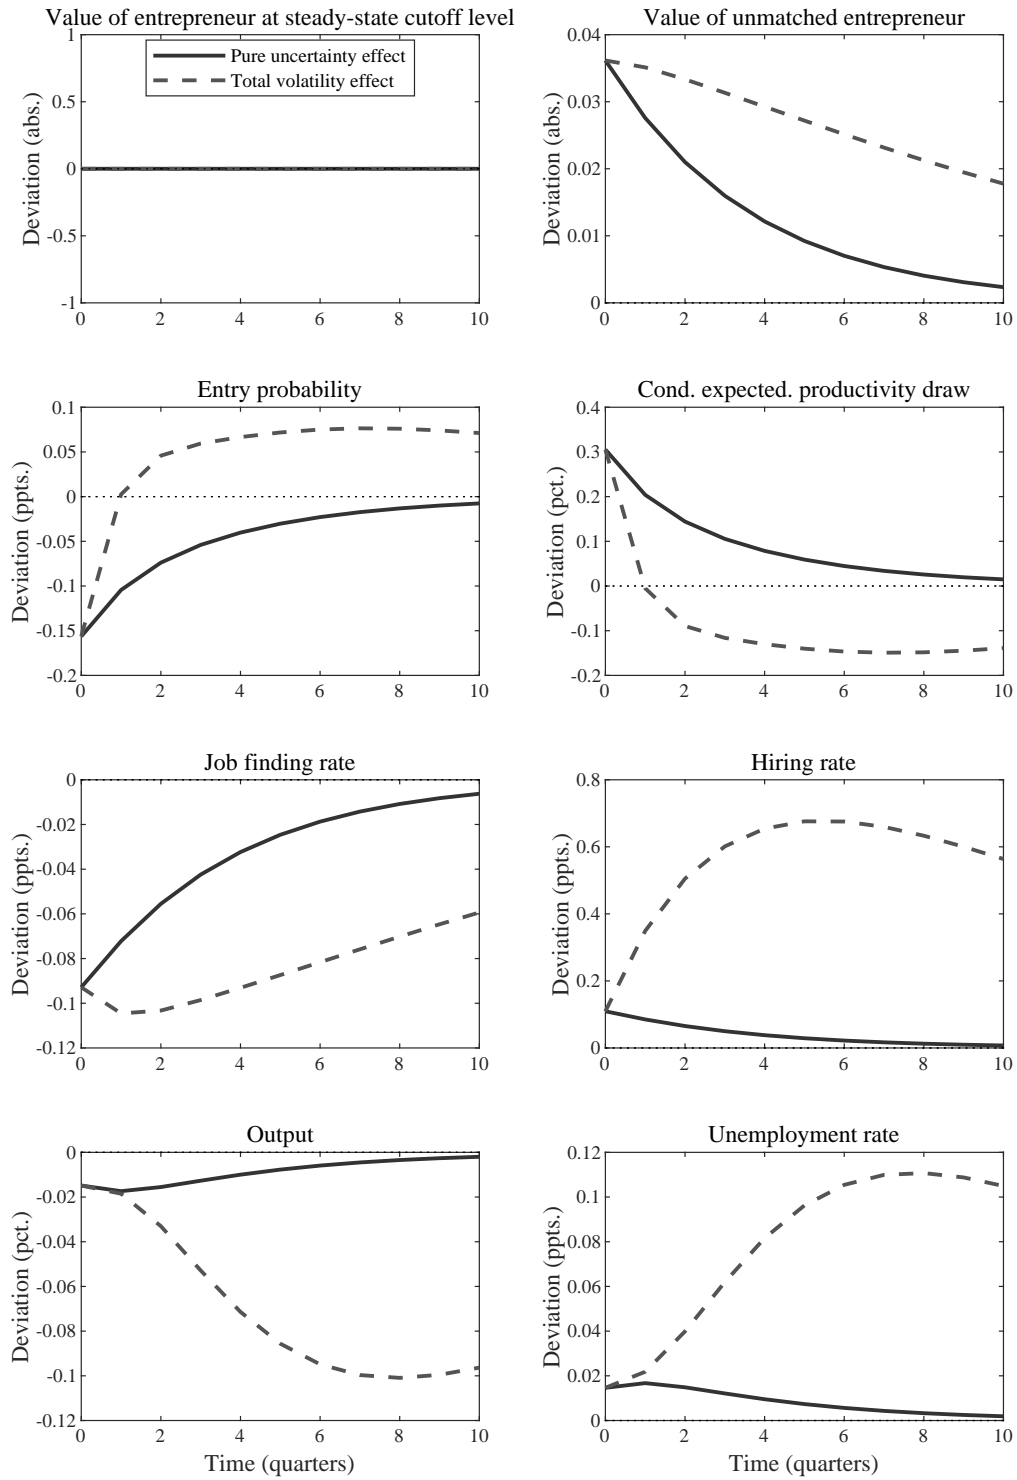 Value of entrepreneur at steady-state cutoff level
1
0.5
0
-0.5
-1
Deviation (abs.)
Pure uncertainty effect
Total volatility effect
0 2 4 6 8 10
Value of unmatched entrepreneur
0.04
0.03
0.02
0.01
0
Deviation (abs.)
0 2 4 6 8 10
Entry probability
0.1
0.05
0
-0.05
-0.1
-0.15
-0.2
Deviation (ppts.)
0 2 4 6 8 10
Cond. expected. productivity draw
0.4
0.3
0.2
0.1
0
-0.1
-0.2
Deviation (pct.)
0 2 4 6 8 10
Job finding rate
0
-0.02
-0.04
-0.06
-0.08
-0.1
-0.12
Deviation (ppts.)
0 2 4 6 8 10
Hiring rate
0.8
0.6
0.4
0.2
0
Deviation (ppts.)
0 2 4 6 8 10
Output
0
-0.02
-0.04
-0.06
-0.08
-0.1
-0.12
Deviation (pct.)
0 2 4 6 8 10
Time (quarters)
Unemployment rate
0.12
0.1
0.08
0.06
0.04
0.02
0
Deviation (ppts.)
0 2 4 6 8 10
Time (quarters)